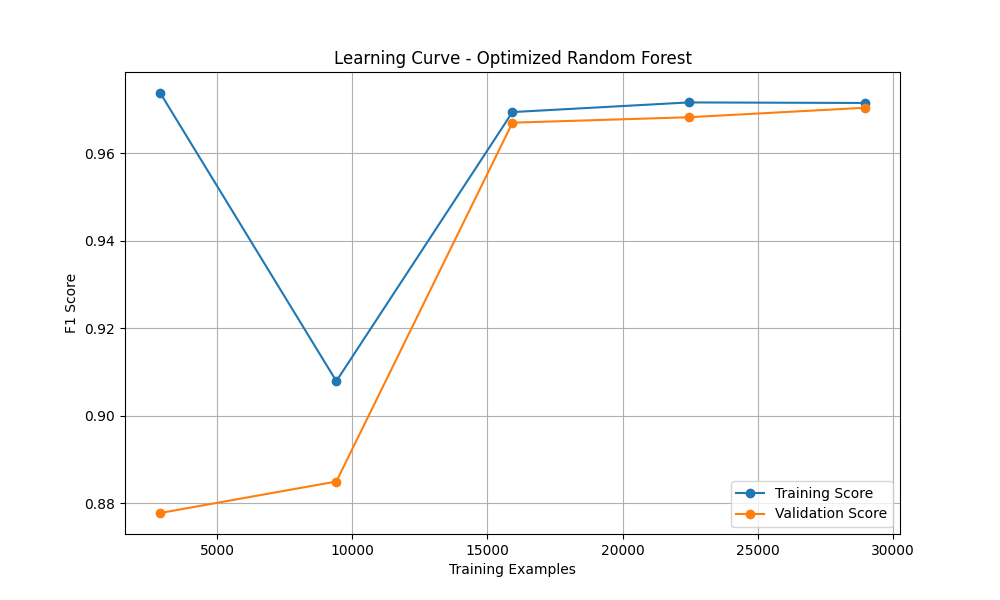 Learning Curve - Optimized Random Forest
F1 Score
0.96
0.94
0.92
0.90
0.88
5000 10000 15000 20000 25000 30000
Training Examples
Training Score
Validation Score